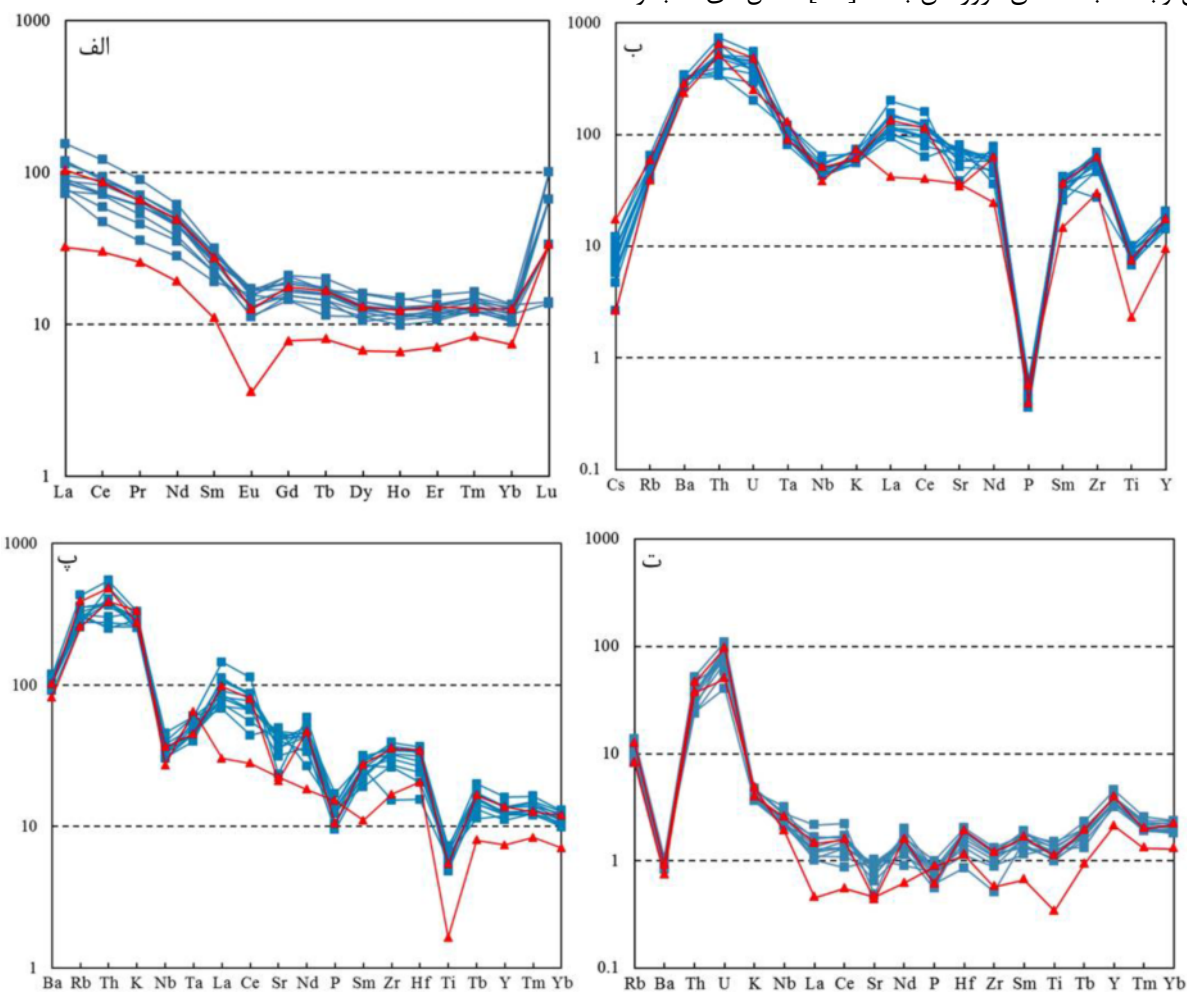 1000
100
10
1
الف
La Ce Pr Nd Sm Eu Gd Tb Dy Ho Er Tm Yb Lu
1000
100
10
1
0.1
ب
Cs Rb Ba Th U Ta Nb K La Ce Sr Nd P Sm Zr Ti Y
1000
100
10
1
پ
Ba Rb Th K Nb Ta La Ce Sr Nd P Sm Zr Hf Ti Tb Y Tm Yb
1000
100
10
1
0.1
ت
Rb Ba Th U K Nb La Ce Sr Nd P Hf Zr Sm Ti Tb Y Tm Yb